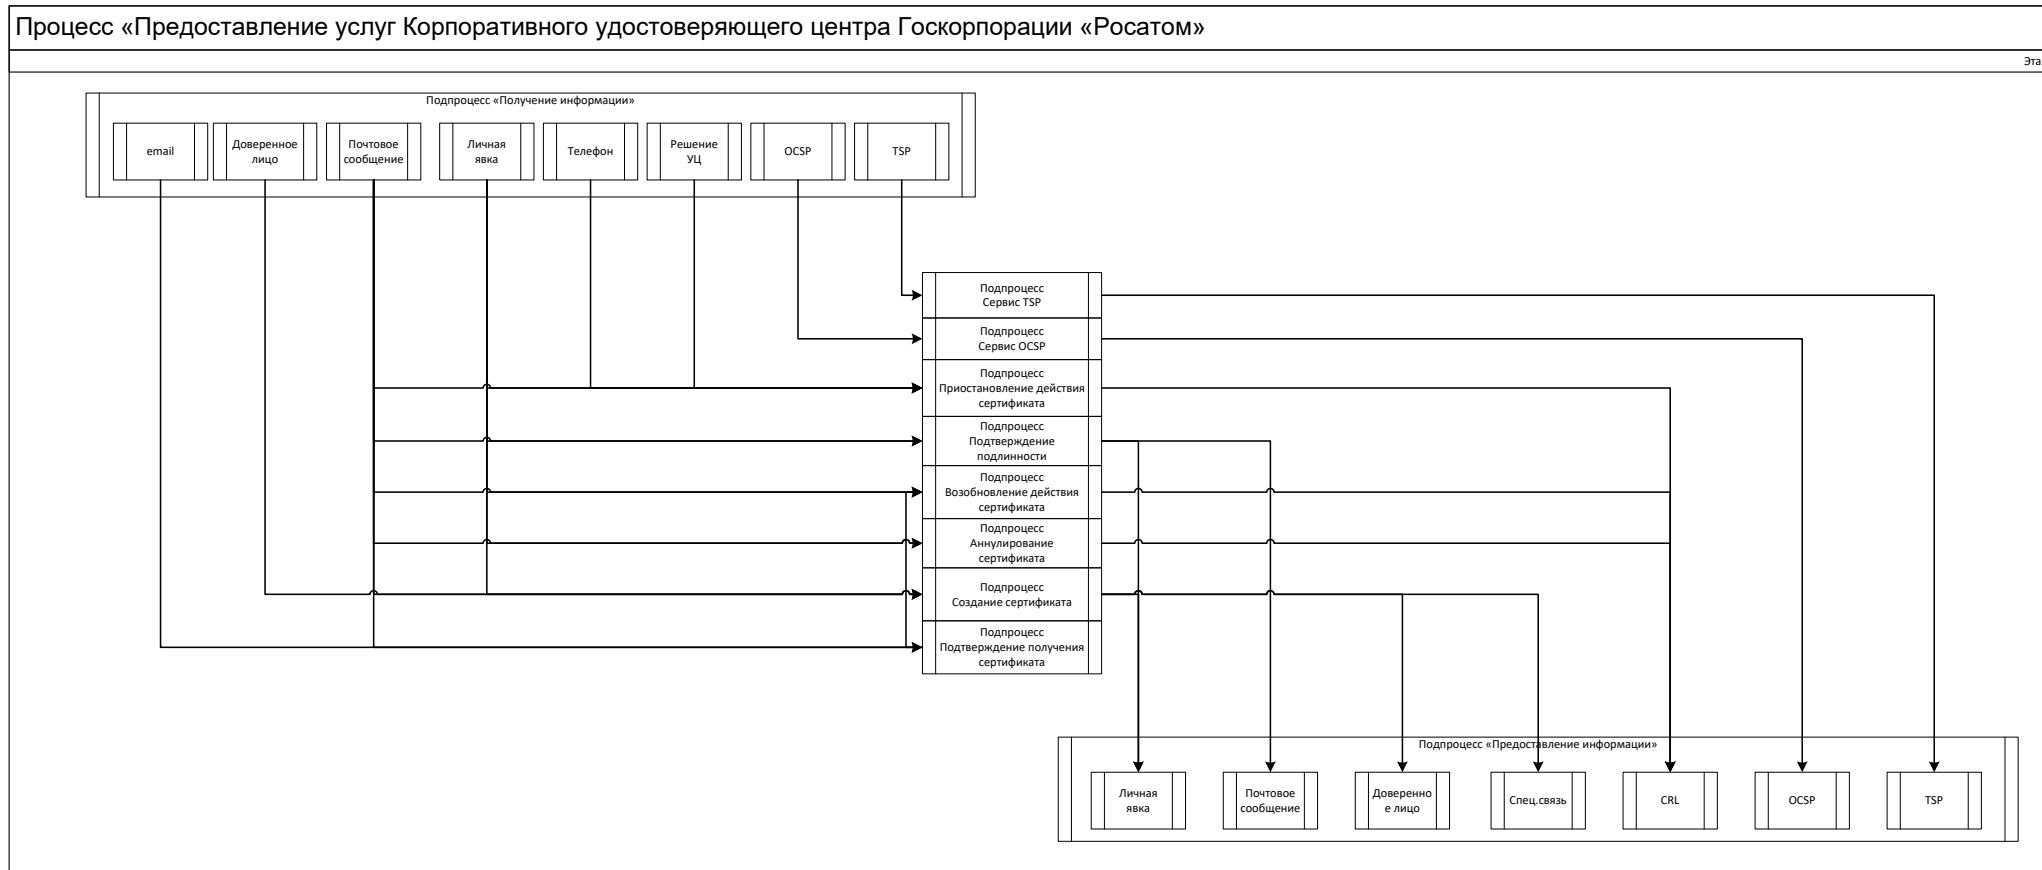 Процесс «Предоставление услуг Корпоративного удостоверяющего центра Госкорпорации «Росатом»
Эта
Подпроцесс «Получение информации»
email
Доверенное
лицо
Почтовое
сообщение
Личная
явка
Телефон
Решение
УЦ
OCSP
TSP
Подпроцесс
Сервис TSP
Подпроцесс
Сервис OCSP
Подпроцесс
Приостановление действия
сертификата
Подпроцесс
Подтверждение
подлинности
Подпроцесс
Возобновление действия
сертификата
Подпроцесс
Аннулирование
сертификата
Подпроцесс
Создание сертификата
Подпроцесс
Подтверждение получения
сертификата
Подпроцесс «Предоставление информации»
Личная
явка
Почтовое
сообщение
Доверенно
е лицо
Спец.связь
CRL
OCSP
TSP